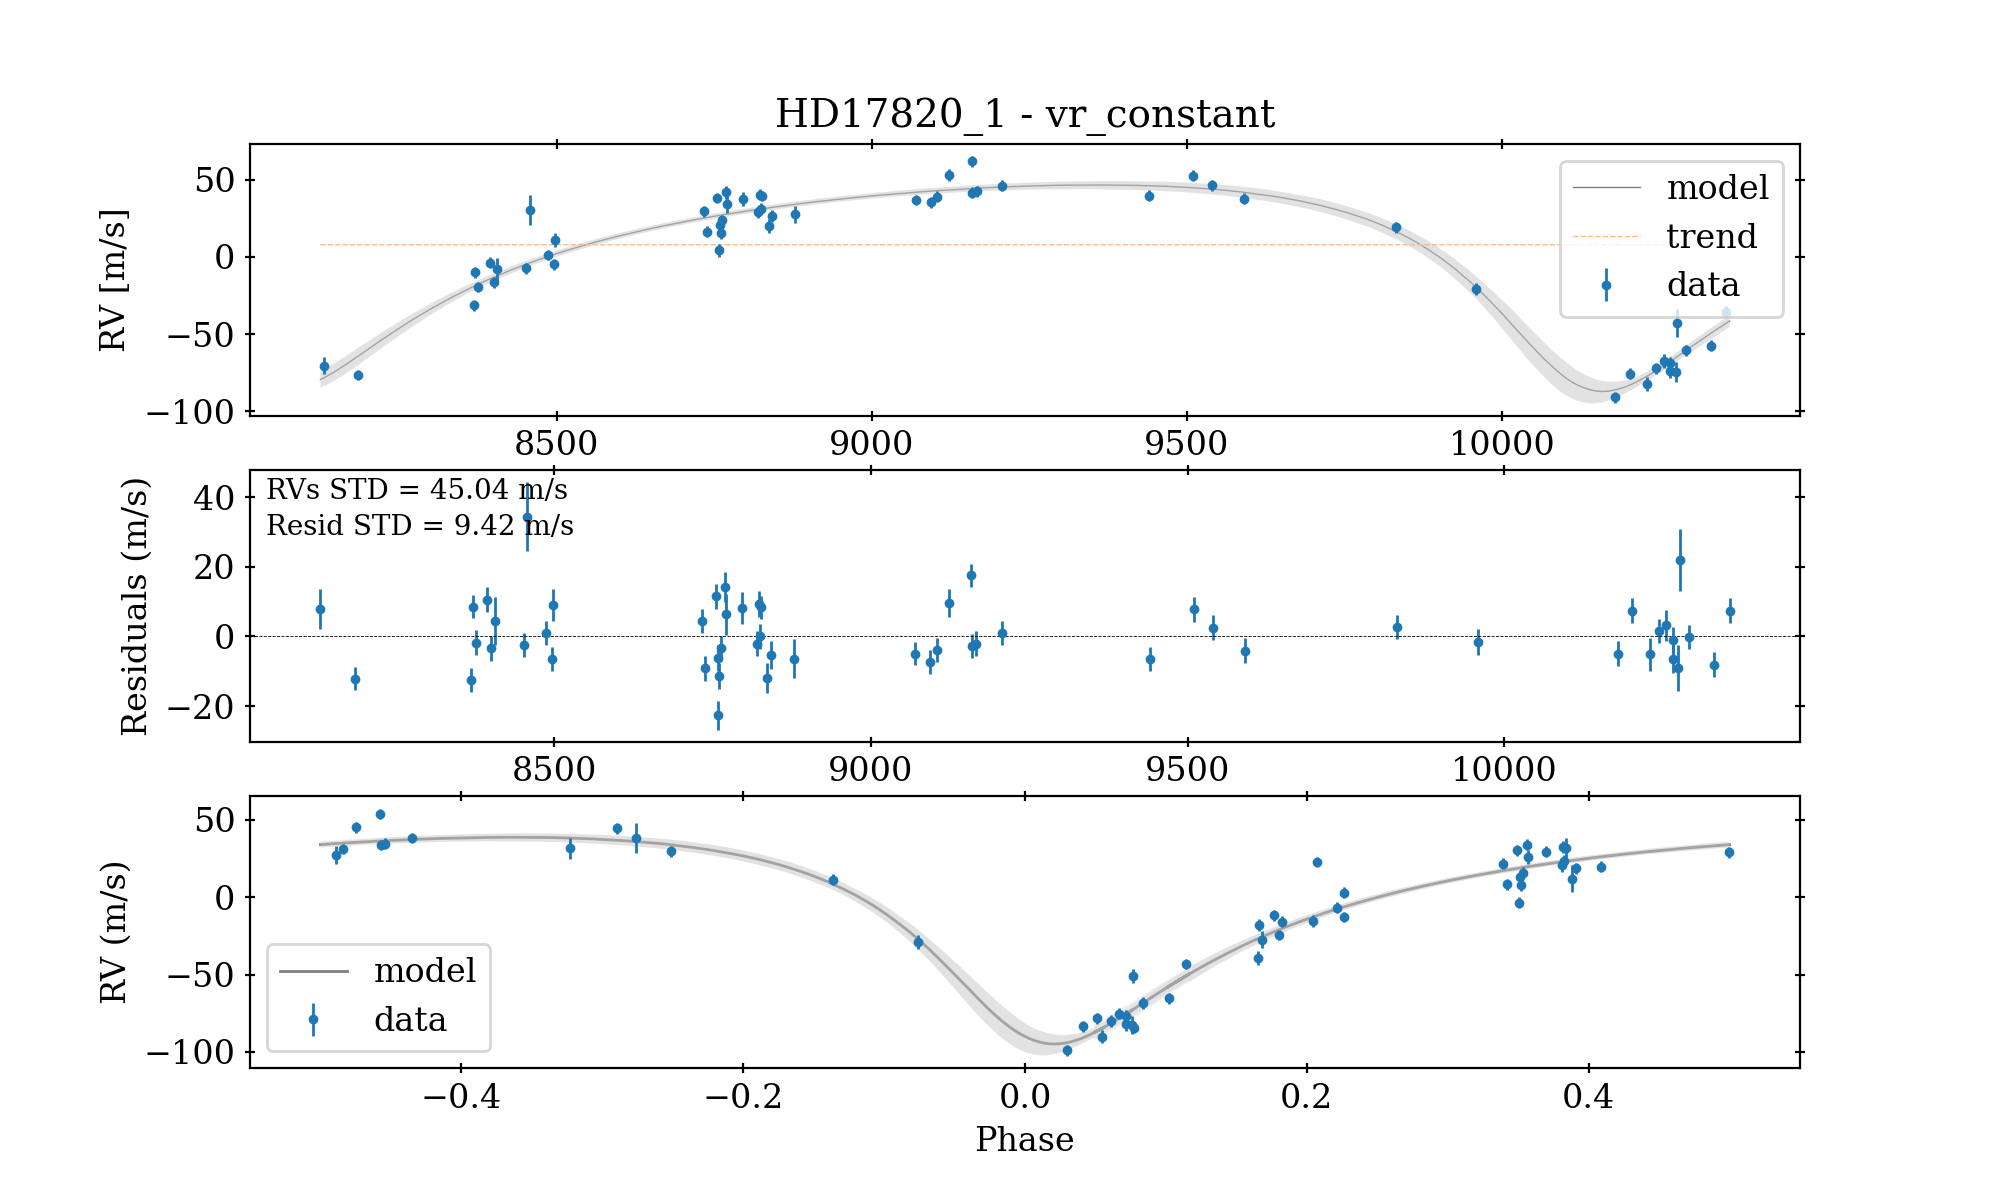 HD17820_1 - vr_constant
RV [m/s]
50
0
−50
−100
model
trend
data
8500
9000
9500
10000
Residuals (m/s)
40
20
0
−20
RVs STD = 45.04 m/s
Resid STD = 9.42 m/s
8500
9000
9500
10000
RV (m/s)
50
0
−50
−100
model
data
−0.4
−0.2
0.0
0.2
0.4
Phase